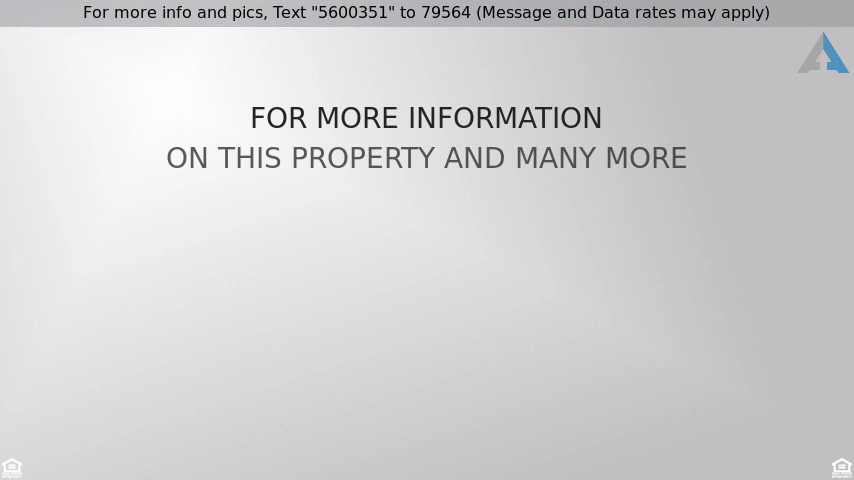 For more info and pics, Text "5600351" to 79564 (Message and Data rates may apply)
FOR MORE INFORMATION
ON THIS PROPERTY AND MANY MORE